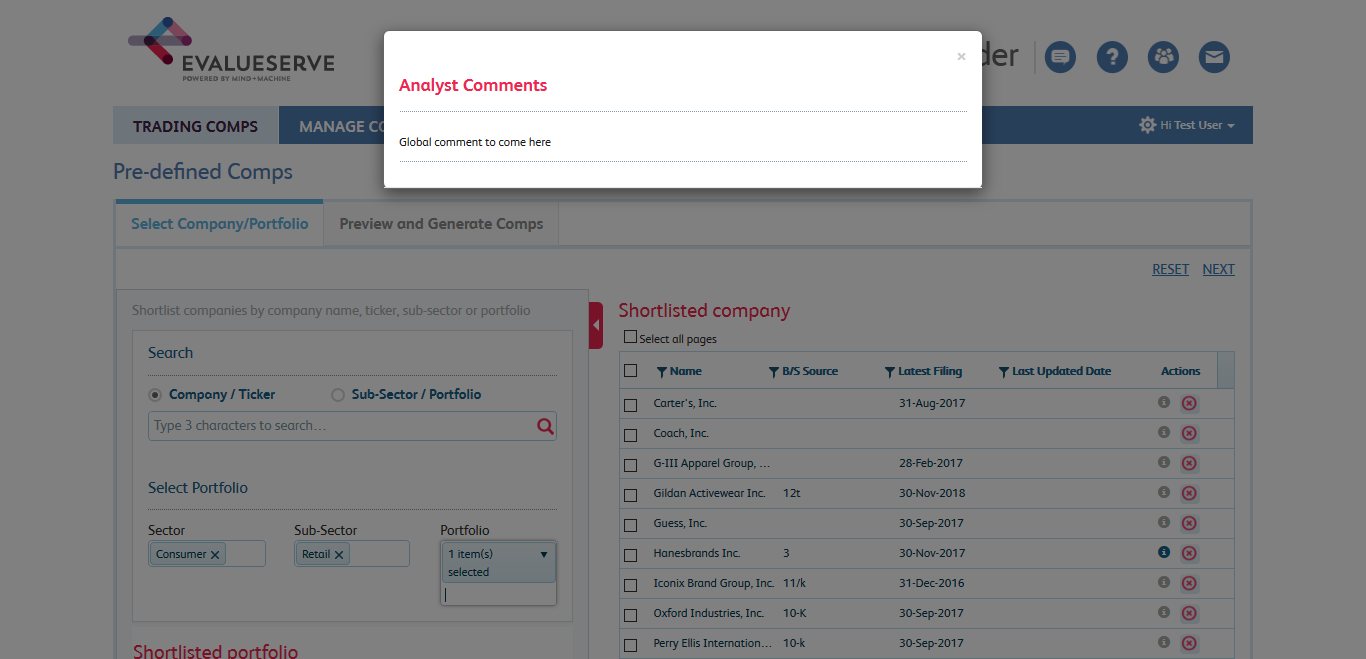 EVALUESERVE
POWERED BY MIND+MACHINE
der
×
Analyst Comments
Global comment to come here
TRADING COMPS
MANAGE CO
Hi Test User
Pre-defined Comps
Select Company/Portfolio
Preview and Generate Comps
RESET NEXT
Shortlist companies by company name, ticker, sub-sector or portfolio
Search
Company / Ticker
Sub-Sector / Portfolio
Type 3 characters to search...
Select Portfolio
Sector
Sub-Sector
Portfolio
Consumer ×
Retail ×
1 item(s)
selected
Shortlisted portfolio
Shortlisted company
Select all pages
Name B/S Source Latest Filing Last Updated Date Actions
Carter's, Inc. 31-Aug-2017
Coach, Inc.
G-III Apparel Group, ... 28-Feb-2017
Gildan Activewear Inc. 12t 30-Nov-2018
Guess, Inc. 30-Sep-2017
Hanesbrands Inc. 3 30-Nov-2017
Iconix Brand Group, Inc. 11/k 31-Dec-2016
Oxford Industries, Inc. 10-K 30-Sep-2017
Perry Ellis Internation... 10-k 30-Sep-2017